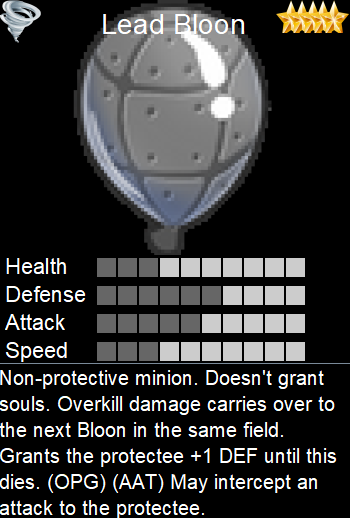 Lead Bloon
Health
Defense
Attack
Speed
Non-protective minion. Doesn't grant
souls. Overkill damage carries over to
the next Bloon in the same field.
Grants the protectee +1 DEF until this
dies. (OPG) (AAT) May intercept an
attack to the protectee.